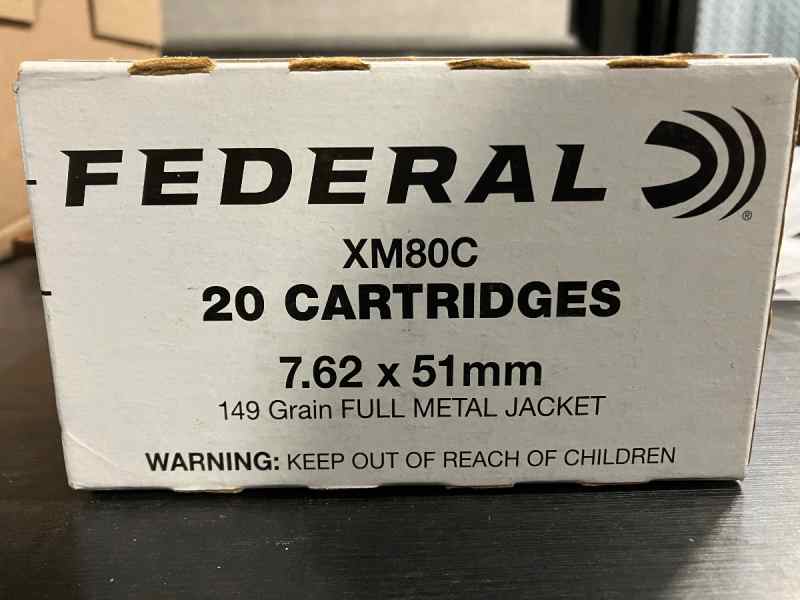 FEDERAL ®
XM80C
20 CARTRIDGES
7.62 x 51mm
149 Grain FULL METAL JACKET
WARNING: KEEP OUT OF REACH OF CHILDREN